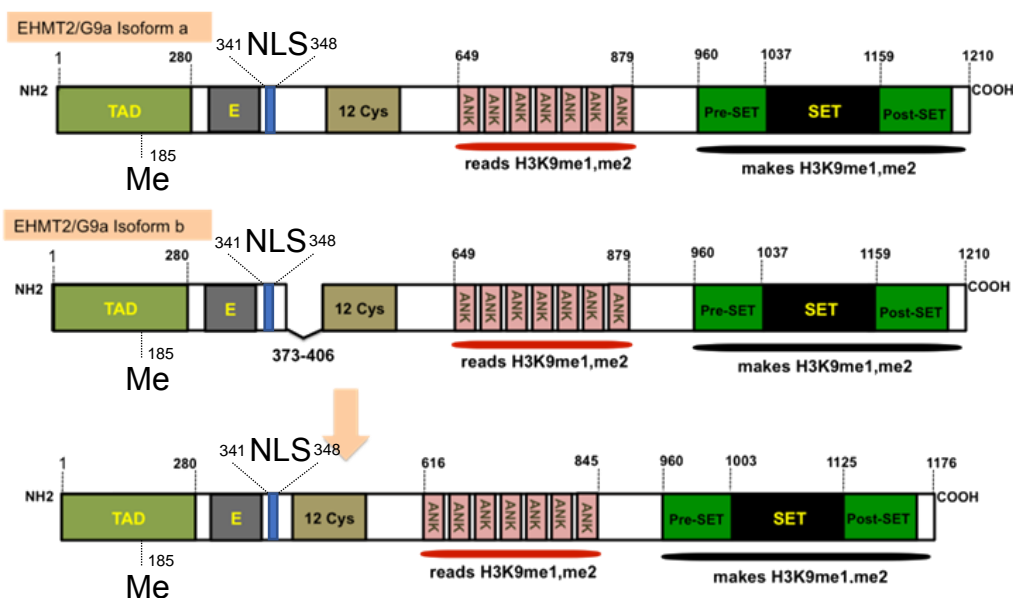 EHMT2/G9a Isoform a
341 NLS 348
1 280 649 879 960 1037 1159 1210
NH2 TAD E 12 Cys ANK ANK ANK ANK ANK ANK ANK Pre-SET SET Post-SET COOH
185
Me
reads H3K9me1,me2 makes H3K9me1,me2
EHMT2/G9a Isoform b
341 NLS 348
1 280 649 879 960 1037 1159 1210
NH2 TAD E 12 Cys ANK ANK ANK ANK ANK ANK ANK Pre-SET SET Post-SET COOH
185
Me
373-406
reads H3K9me1,me2 makes H3K9me1,me2
341 NLS 348
1 280 616 845 960 1003 1125 1176
NH2 TAD E 12 Cys ANK ANK ANK ANK ANK ANK ANK Pre-SET SET Post-SET COOH
185
Me
reads H3K9me1,me2 makes H3K9me1.me2